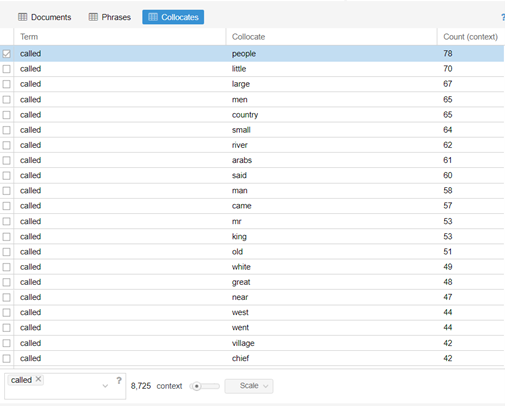 Documents Phrases Collocates ?
Term Collocate Count (context)
called people 78
called little 70
called large 67
called men 65
called country 65
called small 64
called river 62
called arabs 61
called said 60
called man 58
called came 57
called mr 53
called king 53
called old 51
called white 49
called great 48
called near 47
called west 44
called went 44
called village 42
called chief 42
called × ? 8,725 context Scale